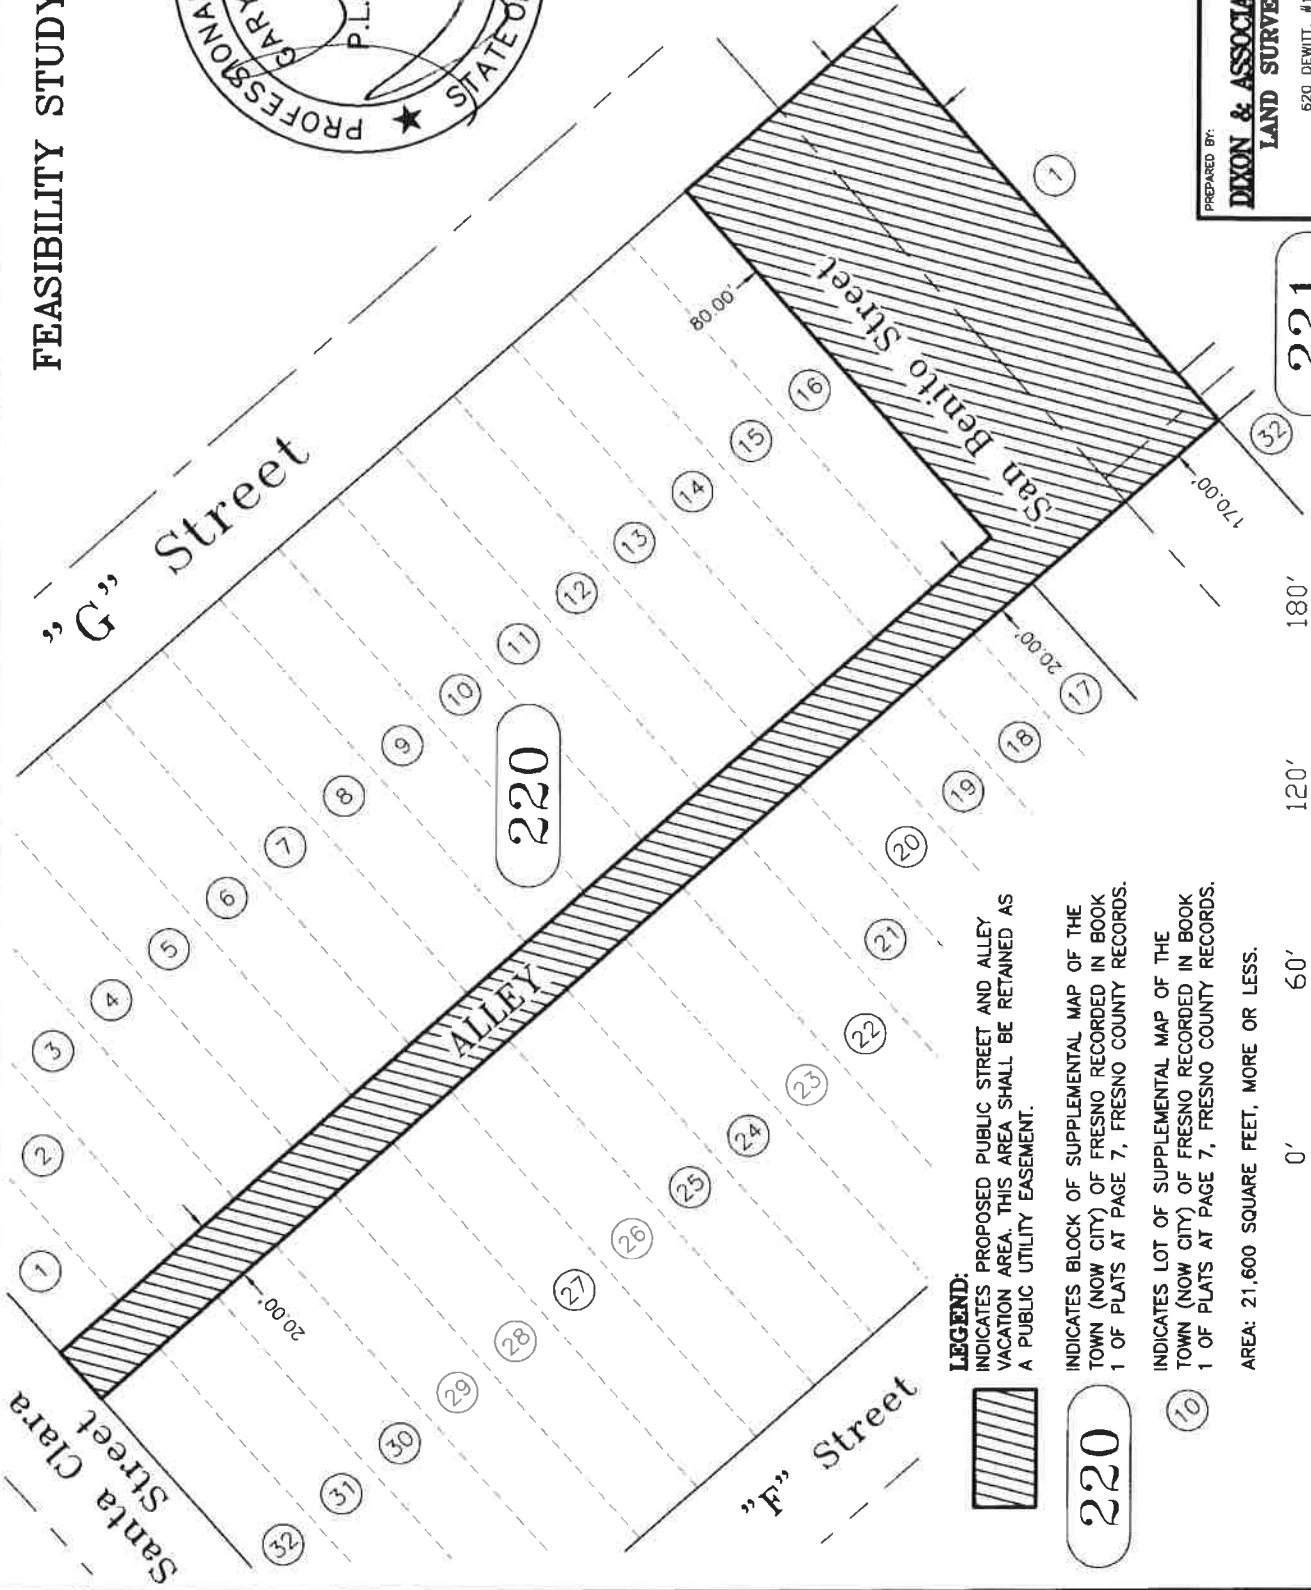 FEASIBILITY STUDY
PROFESSIONAL
GARY
P.L.
STATE OF
"G" Street
Santa Clara
Street
"F" Street
San Benito Street
ALLEY
80.00'
170.00'
20.00'
20.00'
220
221
1
2
3
4
5
6
7
8
9
10
11
12
13
14
15
16
17
18
19
20
21
22
23
24
25
26
27
28
29
30
31
32
1
32
LEGEND:
INDICATES PROPOSED PUBLIC STREET AND ALLEY
VACATION AREA. THIS AREA SHALL BE RETAINED AS
A PUBLIC UTILITY EASEMENT.
220
INDICATES BLOCK OF SUPPLEMENTAL MAP OF THE
TOWN (NOW CITY) OF FRESNO RECORDED IN BOOK
1 OF PLATS AT PAGE 7, FRESNO COUNTY RECORDS.
10
INDICATES LOT OF SUPPLEMENTAL MAP OF THE
TOWN (NOW CITY) OF FRESNO RECORDED IN BOOK
1 OF PLATS AT PAGE 7, FRESNO COUNTY RECORDS.
AREA: 21,600 SQUARE FEET, MORE OR LESS.
0' 60' 120' 180'
PREPARED BY:
DIXON & ASSOCIA
LAND SURVE
620 DEWITT, #1